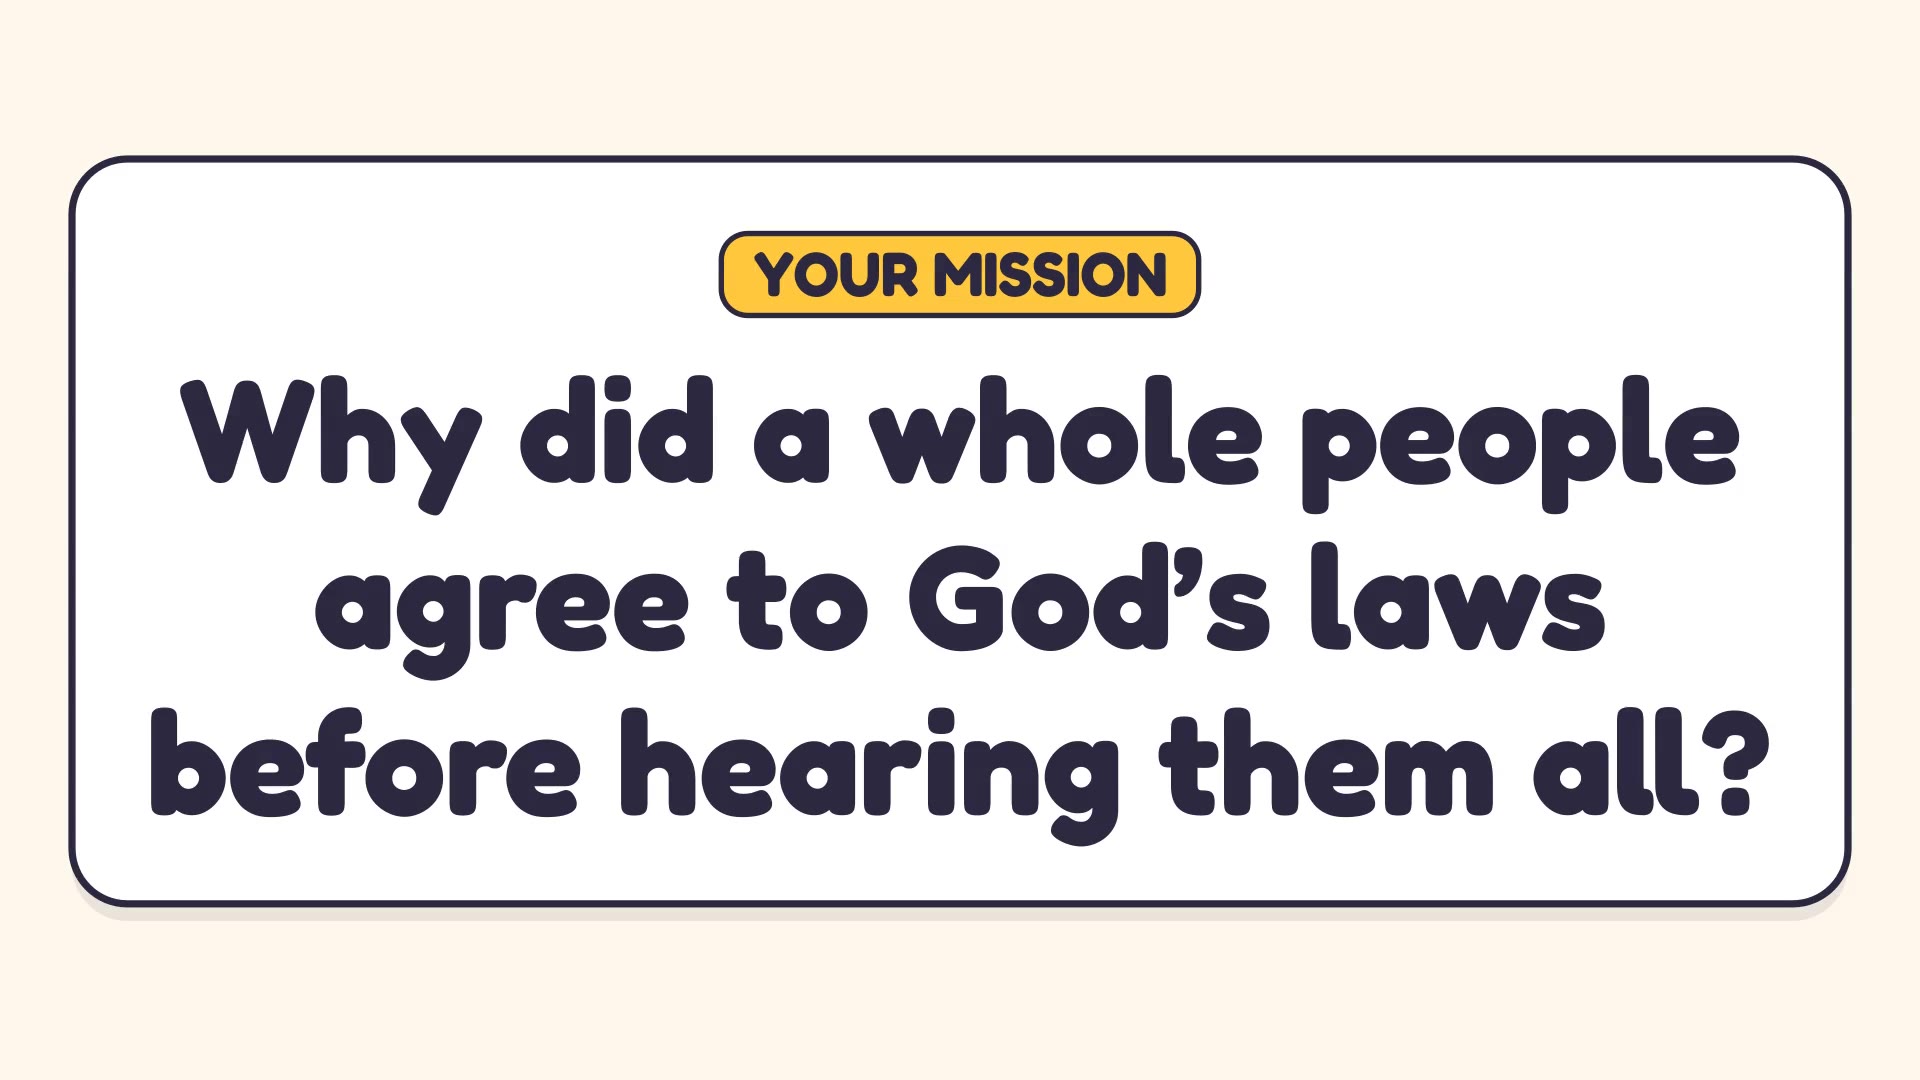 YOUR MISSION
Why did a whole people
agree to God’s laws
before hearing them all?